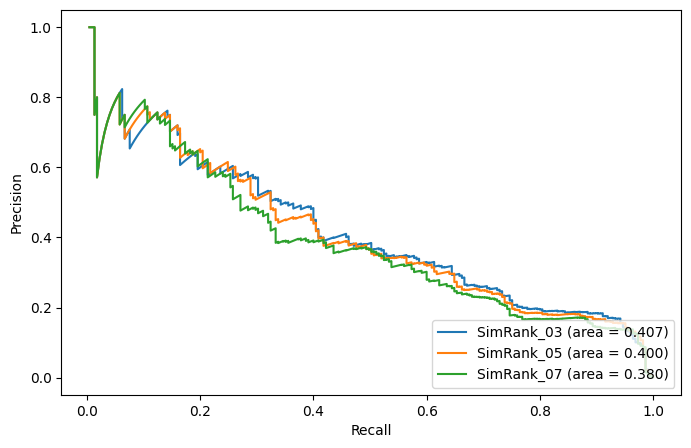 1.0
0.8
0.6
0.4
0.2
0.0
Precision
0.0 0.2 0.4 0.6 0.8 1.0
Recall
SimRank_03 (area = 0.407)
SimRank_05 (area = 0.400)
SimRank_07 (area = 0.380)